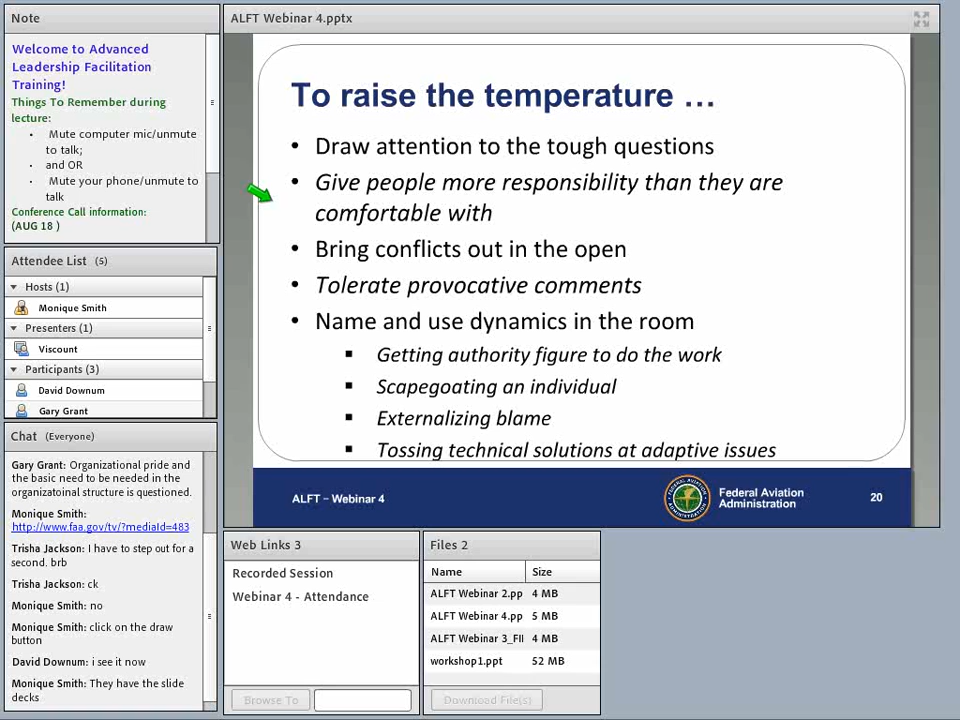 Note
Welcome to Advanced
Leadership Facilitation
Training!
Things To Remember during
lecture:
• Mute computer mic/unmute
to talk;
• and OR
• Mute your phone/unmute to
talk
Conference Call information:
(AUG 18 )
Attendee List (5)
Hosts (1)
Monique Smith
Presenters (1)
Viscount
Participants (3)
David Downum
Gary Grant
Chat (Everyone)
Gary Grant: Organizational pride and
the basic need to be needed in the
organizatoinal structure is questioned.
Monique Smith:
http://www.faa.gov/tv/?mediaId=483
Trisha Jackson: I have to step out for a
second. brb
Trisha Jackson: ck
Monique Smith: no
Monique Smith: click on the draw
button
David Downum: i see it now
Monique Smith: They have the slide
decks
ALFT Webinar 4.pptx
To raise the temperature …
• Draw attention to the tough questions
• Give people more responsibility than they are
comfortable with
• Bring conflicts out in the open
• Tolerate provocative comments
• Name and use dynamics in the room
▪ Getting authority figure to do the work
▪ Scapegoating an individual
▪ Externalizing blame
▪ Tossing technical solutions at adaptive issues
ALFT – Webinar 4
Federal Aviation
Administration
20
Web Links 3
Recorded Session
Webinar 4 - Attendance
Browse To
Files 2
Name Size
ALFT Webinar 2.pp 4 MB
ALFT Webinar 4.pp 5 MB
ALFT Webinar 3_FII 4 MB
workshop1.ppt 52 MB
Download File(s)